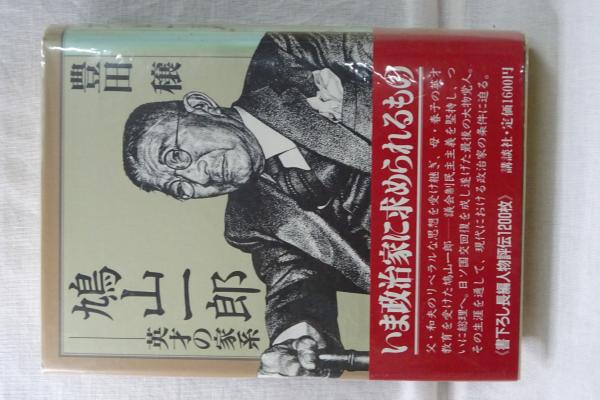 豊田
穣
鳩山一郎
英才の家系
いま政治家に求められるもの
父・和夫のリベラルな思想を受け継ぎ、母・春子の英才
教育を受けた鳩山一郎──議会制民主主義を堅持し、つ
いに総理へ。日ソ国交回復を成し遂げた最後の大物党人。
その生涯を通して、現代における政治家の条件に迫る。
《書下ろし長編人物評伝1200枚》
講談社・定価1600円